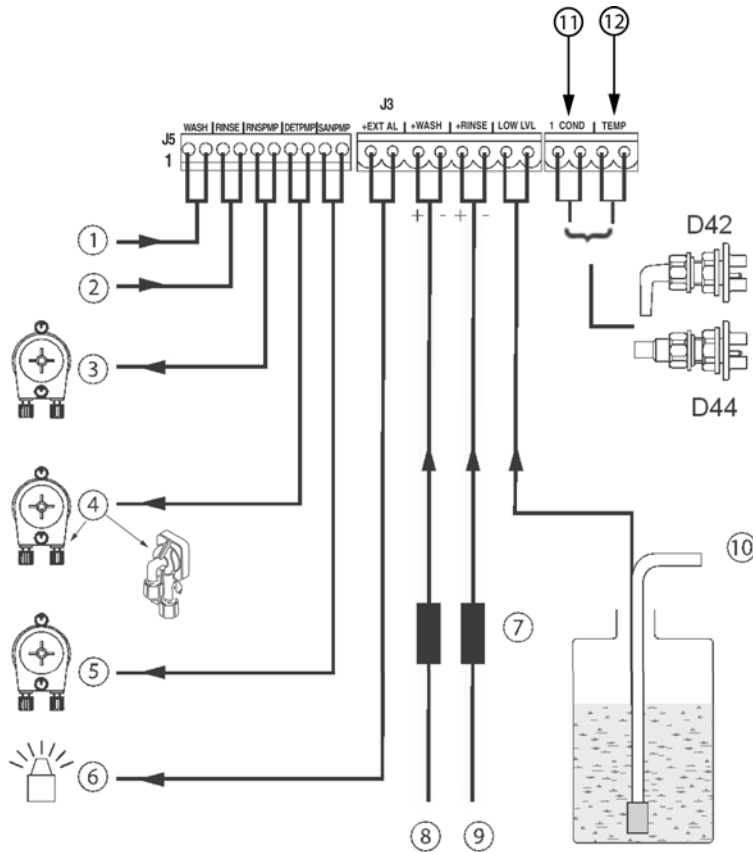 11 12
J3
J5
1
WASH | RINSE | RNSPMP | DETPMP | SANPMP
+EXT AL | +WASH | +RINSE | LOW LVL
1 COND | TEMP
+ - + -
D42
D44
1
2
3
4
5
6
7
8
9
10